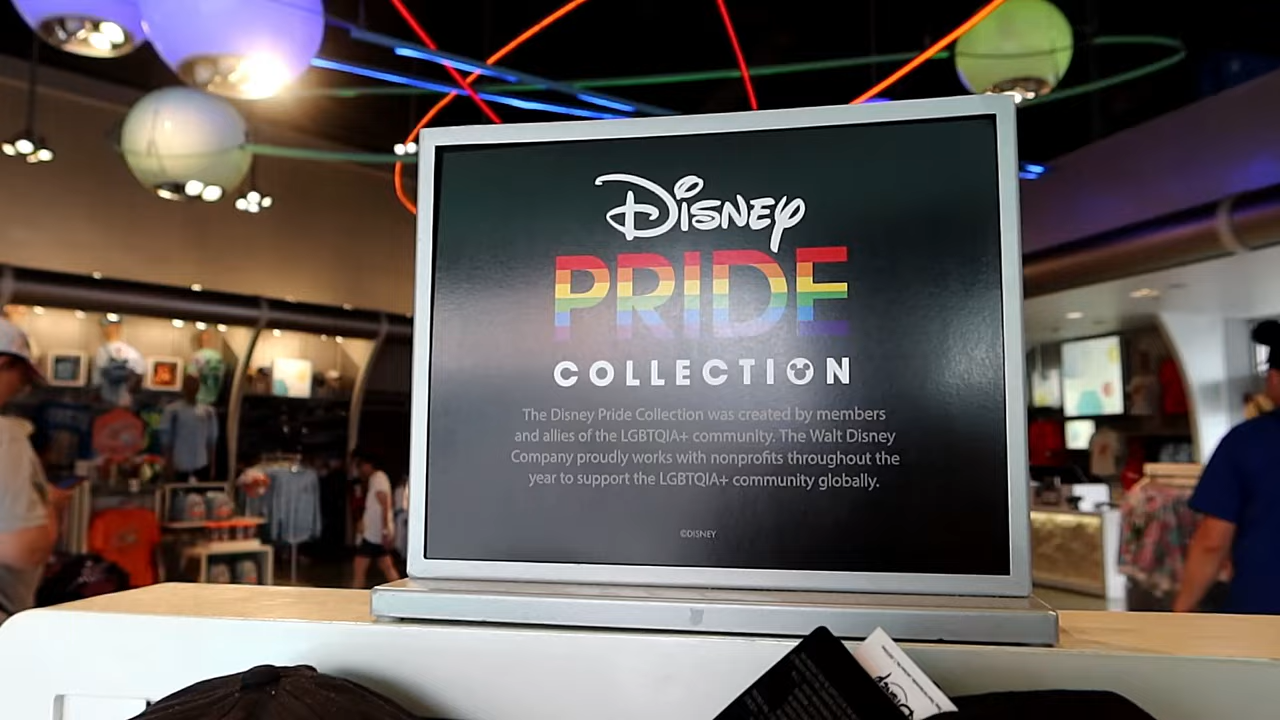 Disney
PRIDE
COLLECTION
The Disney Pride Collection was created by members
and allies of the LGBTQIA+ community. The Walt Disney
Company proudly works with nonprofits throughout the
year to support the LGBTQIA+ community globally.
©DISNEY
Disney